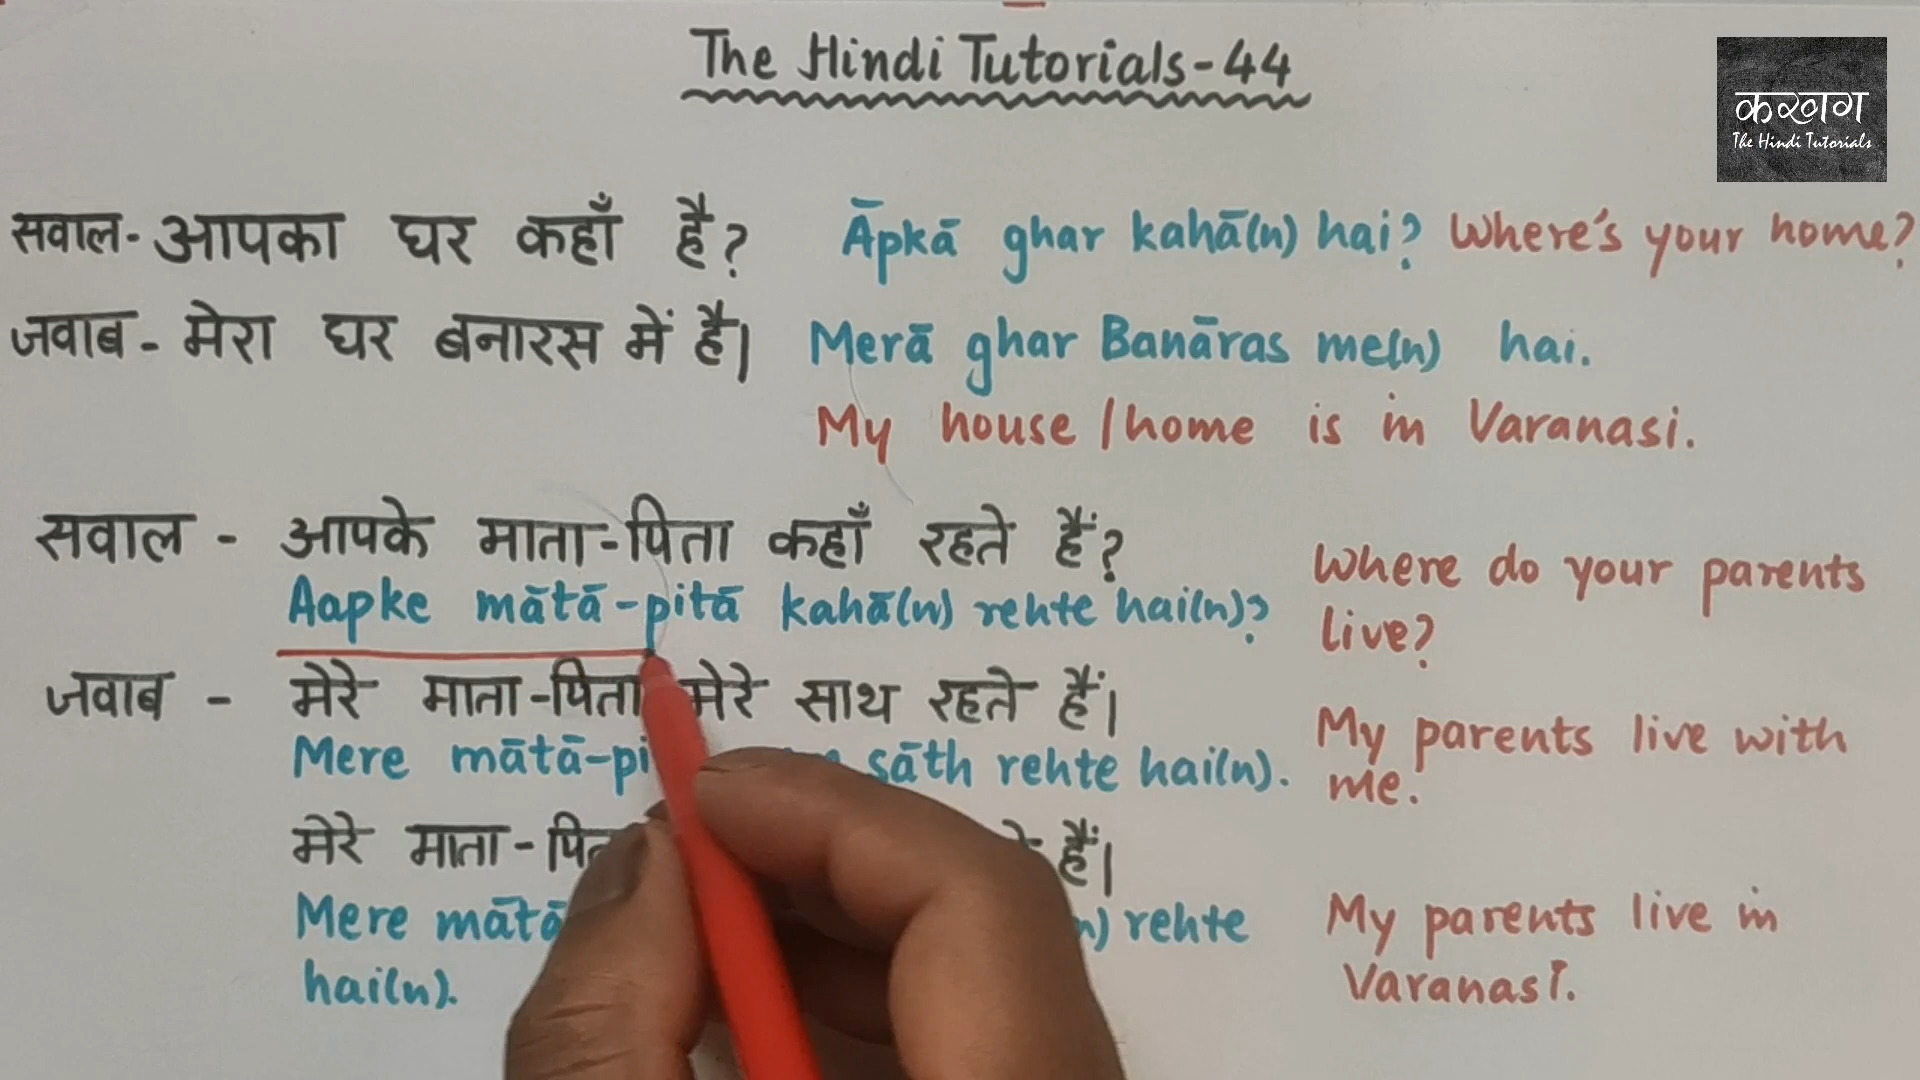 The Hindi Tutorials-44
कखग
The Hindi Tutorials
सवाल- आपका घर कहाँ है? Āpkā ghar kahā(n) hai? Where's your home?
जवाब - मेरा घर बनारस में है। Merā ghar Banāras me(n) hai.
My house/home is in Varanasi.
सवाल - आपके माता-पिता कहाँ रहते हैं?
Aapke mātā-pitā kahā(n) rehte hai(n)?
Where do your parents
live?
जवाब - मेरे माता-पिता मेरे साथ रहते हैं।
Mere mātā-pi sāth rehte hai(n).
My parents live with
me.
मेरे माता-पि हैं।
Mere mātā rehte
hai(n).
My parents live in
Varanasi.